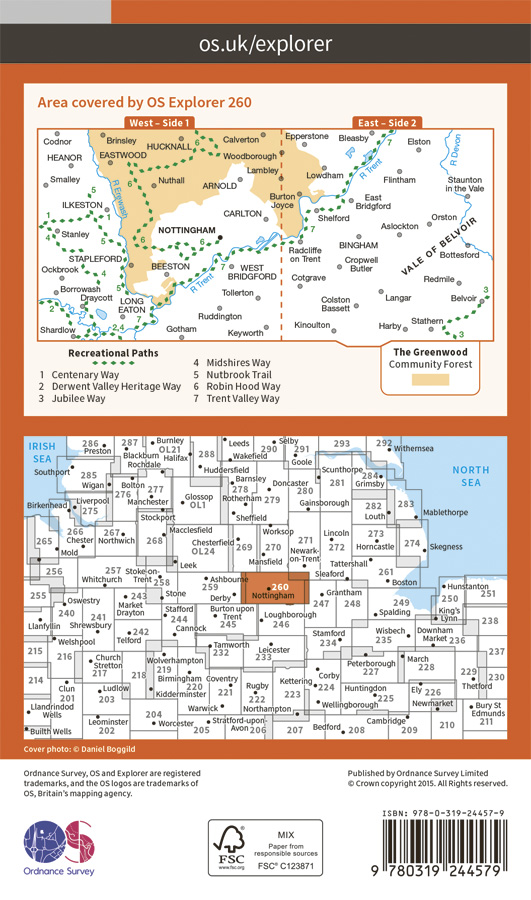 os.uk/explorer
Area covered by OS Explorer 260
West – Side 1
East – Side 2
Codnor
Brinsley
HUCKNALL
6
Calverton
Epperstone
Bleasby
7
Elston
R Devon
HEANOR
EASTWOOD
Woodborough
R Trent
Smalley
Nuthall
Lambley
Lowdham
Flintham
Staunton
in the Vale
5
R Erewash
ARNOLD
Burton
Joyce
East
Bridgford
ILKESTON
CARLTON
Shelford
Orston
1
1
Stanley
NOTTINGHAM
7
Aslockton
VALE OF BELVOIR
6
6
STAPLEFORD
Radcliffe
on Trent
BINGHAM
Bottesford
Ockbrook
BEESTON
7
WEST
BRIDGFORD
Cropwell
Butler
1
Borrowash
5
R Trent
Cotgrave
Redmile
Draycott
Tollerton
Langar
Belvoir
3
2
LONG
EATON
Ruddington
Colston
Bassett
Stathern
Shardlow
2,4
7
Gotham
Keyworth
Kinoulton
Harby
3
Recreational Paths
1 Centenary Way
2 Derwent Valley Heritage Way
3 Jubilee Way
4 Midshires Way
5 Nutbrook Trail
6 Robin Hood Way
7 Trent Valley Way
The Greenwood
Community Forest
IRISH
SEA
286
Preston
287
Burnley
OL21
Leeds
290
Selby
293
292
Withernsea
Blackburn
Halifax
288
Wakefield
291
Goole
NORTH
SEA
Southport
285
Rochdale
Huddersfield
Scunthorpe
284
Grimsby
Wigan
Bolton
277
Barnsley
278
279
Doncaster
280
281
276
Manchester
Glossop
OL1
Rotherham
Gainsborough
282
283
Birkenhead
Liverpool
275
Stockport
Sheffield
Louth
Mablethorpe
266
Chester
267
Northwich
268
Macclesfield
Worksop
271
Lincoln
272
273
Horncastle
274
Skegness
265
Mold
Chesterfield
OL24
269
270
Mansfield
Newark-
on-Trent
256
257
Stoke-on-
Trent
258
Leek
Tattershall
261
Whitchurch
Ashbourne
259
260
Nottingham
Sleaford
Boston
Hunstanton
255
Oswestry
240
243
Market
Drayton
Stone
Derby
247
Grantham
248
249
Spalding
250
King's
Lynn
251
241
Stafford
244
Burton upon
Trent
245
Loughborough
246
238
Llanfyllin
Shrewsbury
242
Telford
Cannock
Stamford
234
Wisbech
235
Downham
Market
236
Welshpool
Tamworth
232
Leicester
233
215
216
Church
Stretton
217
218
Wolverhampton
219
Peterborough
227
March
228
229
Thetford
230
214
Clun
201
Ludlow
203
Birmingham
220
Kidderminster
Coventry
221
Rugby
222
Kettering
223
Corby
224
Huntingdon
225
Ely
226
Newmarket
Llandrindod
Wells
Warwick
Northampton
Wellingborough
Bury St
Edmunds
211
Builth Wells
Leominster
202
204
Worcester
205
Stratford-upon-
Avon
206
207
Bedford
208
Cambridge
209
210
Cover photo: © Daniel Boggild
Ordnance Survey, OS and Explorer are registered
trademarks, and the OS logos are trademarks of
OS, Britain's mapping agency.
Published by Ordnance Survey Limited
© Crown copyright 2015. All Rights reserved.
OS
Ordnance Survey
FSC
www.fsc.org
MIX
Paper from
responsible sources
FSC® C123871
ISBN: 978-0-319-24457-9
9 780319 244579